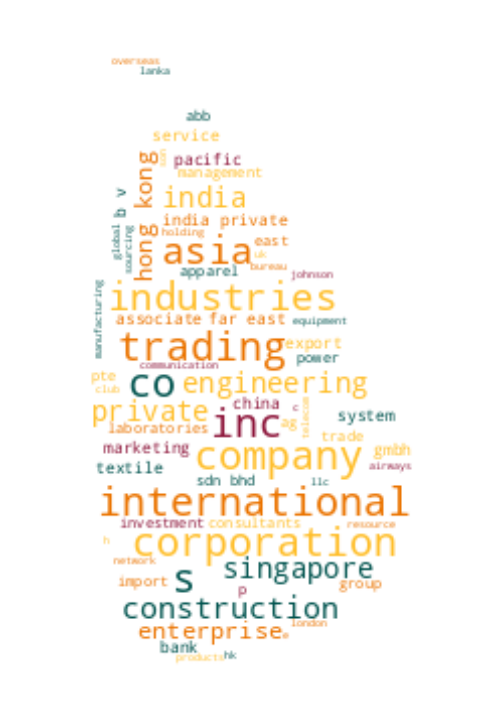 overseas
lanka
abb
service
pacific
management
hong kong
india
b v
india private
holding
global
sourcing
asia
east
uk
bureau
apparel
johnson
manufacturing
industries
associate
far east
equipment
trading
export
power
communication
pte
club
co
engineering
private
china
c
inc
ag
telecom
system
laboratories
trade
marketing
company
gmbh
airways
textile
sdn bhd
llc
international
investment
consultants
resource
h
corporation
network
singapore
import
s
group
p
construction
london
enterprise
bank
products
hk